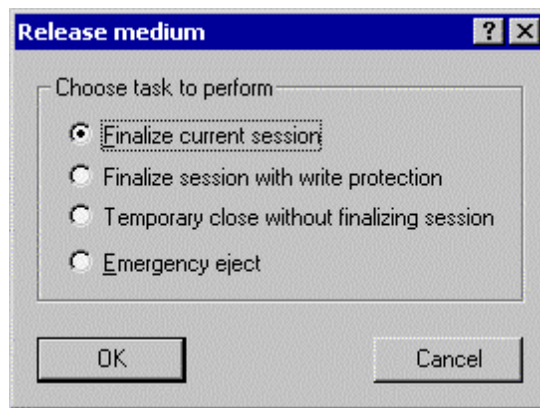 Release medium
Choose task to perform
Finalize current session
Finalize session with write protection
Temporary close without finalizing session
Emergency eject
OK Cancel